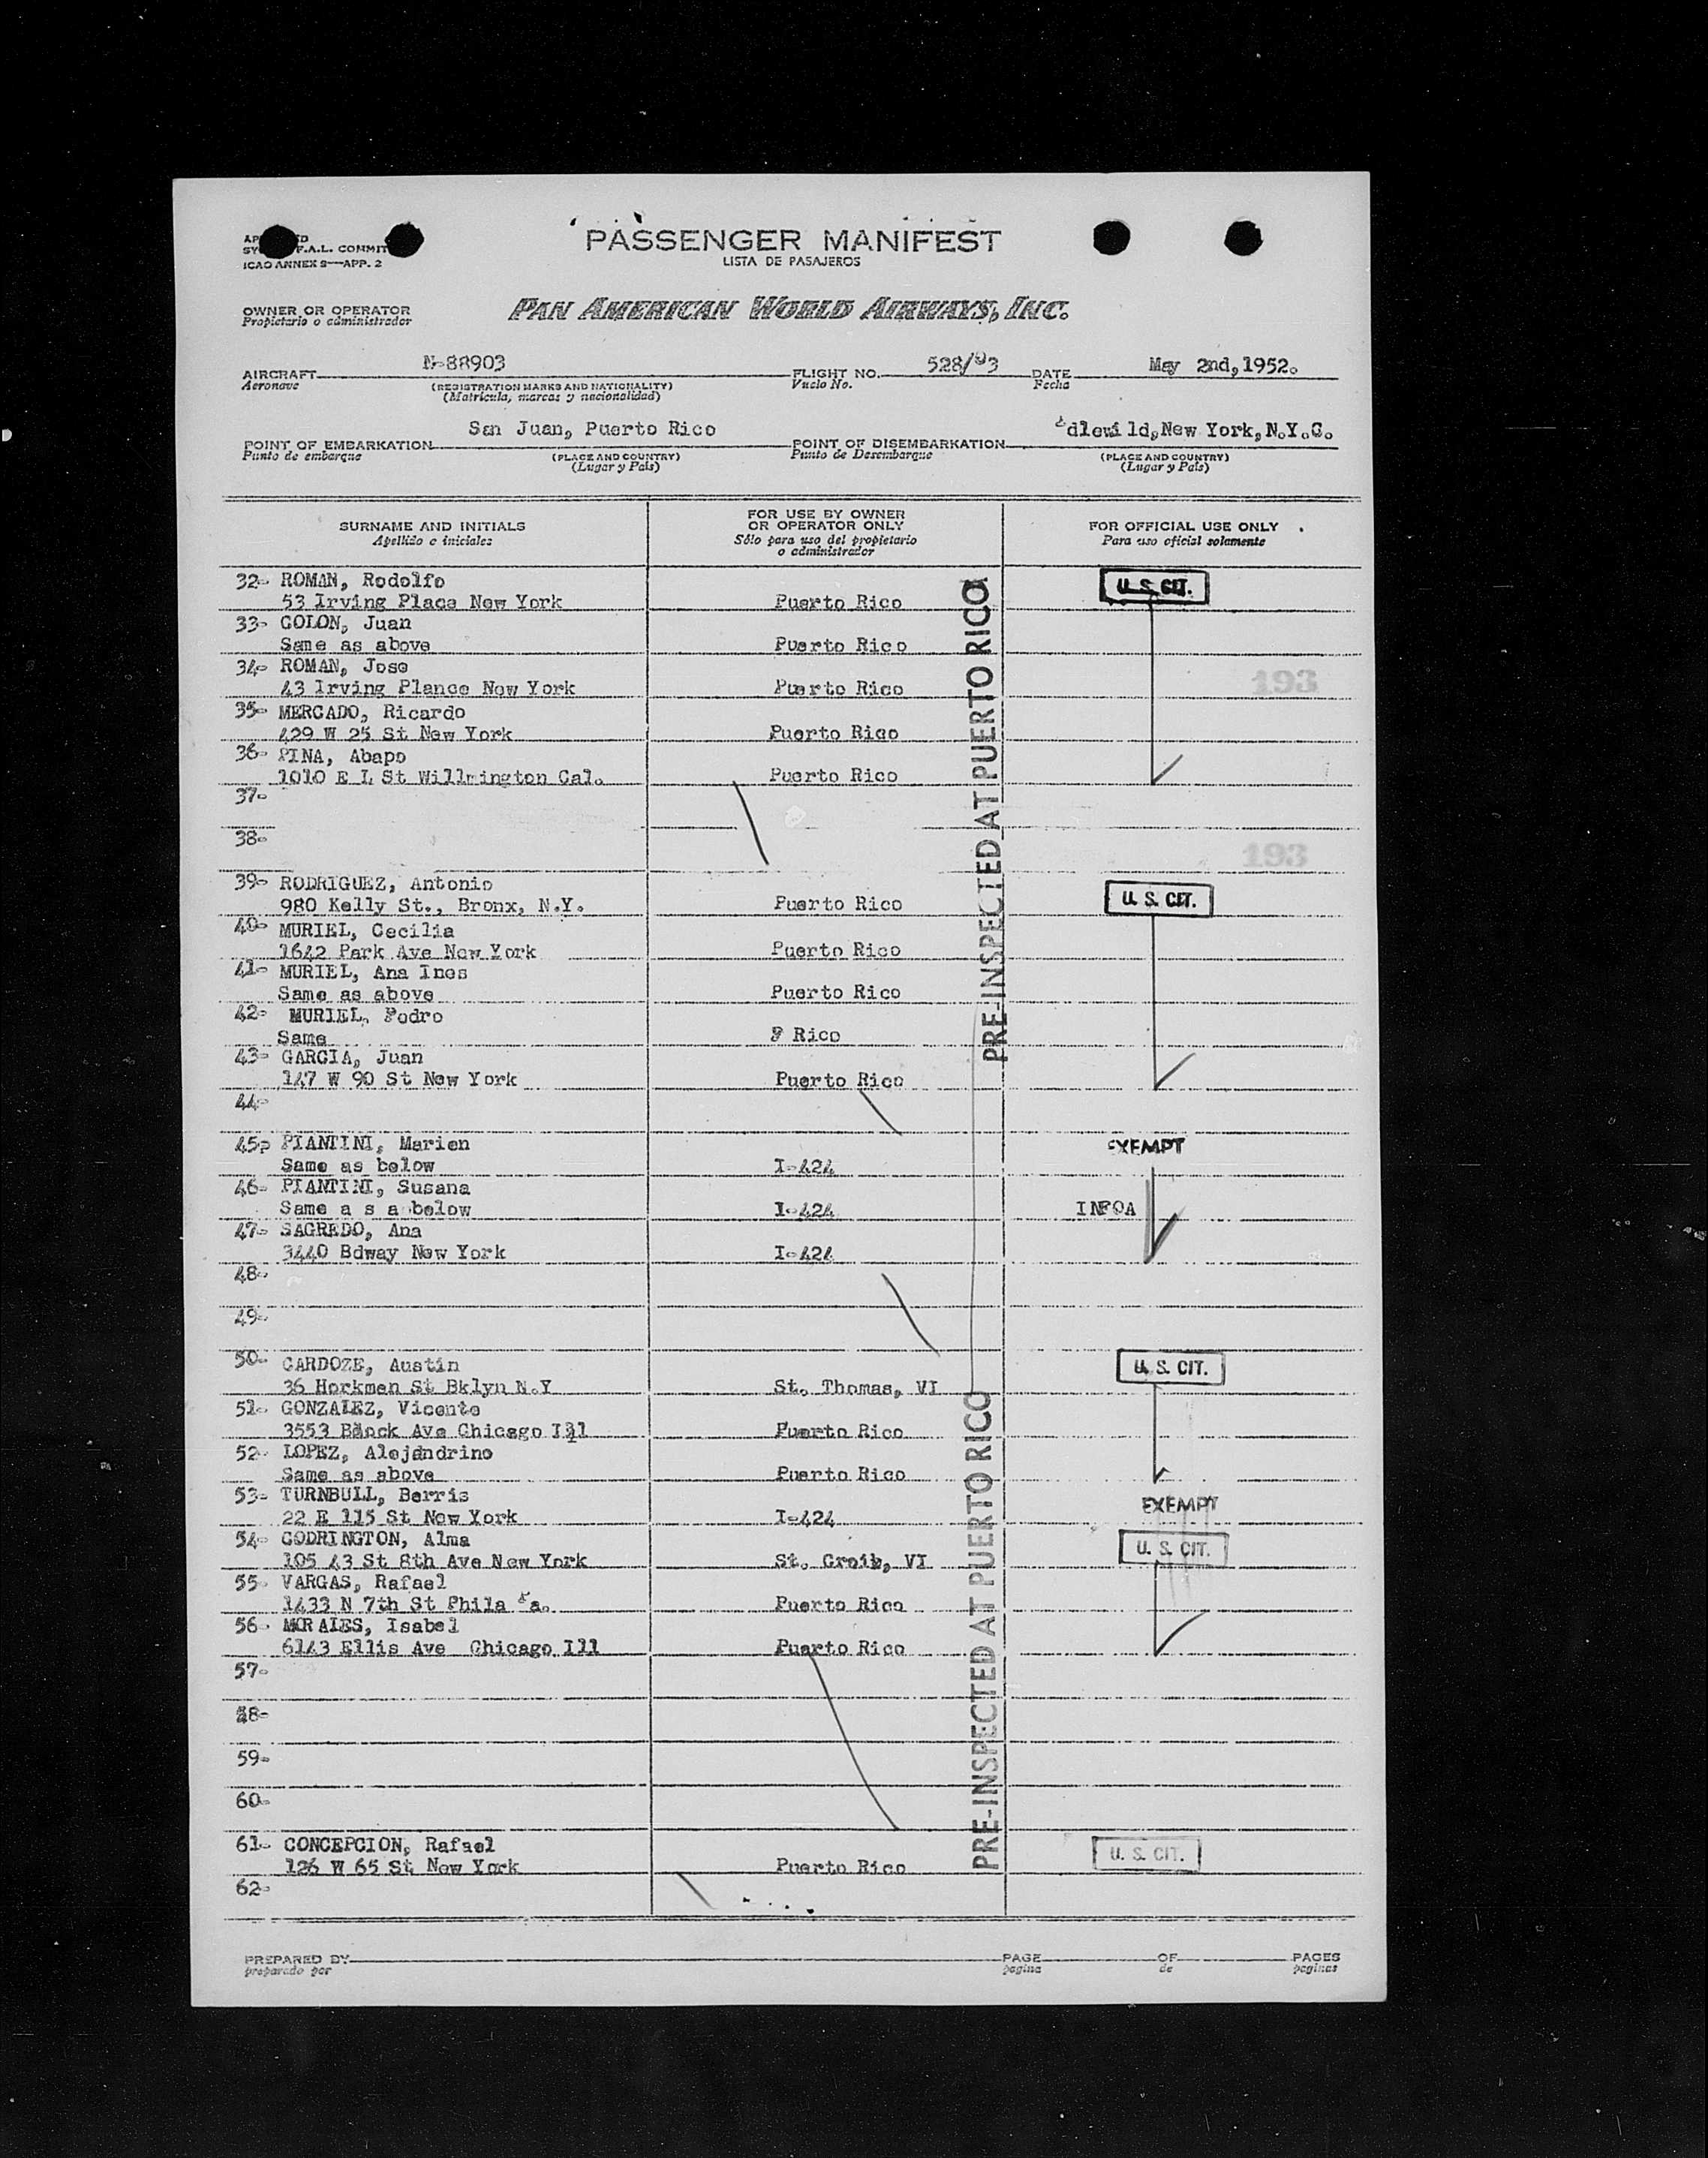 PASSENGER MANIFEST
LISTA DE PASAJEROS
F.A.L. COMMIT
ICAO ANNEX 9—APP. 2
OWNER OR OPERATOR
Propietario o administrador
PAN AMERICAN WORLD AIRWAYS, INC.
AIRCRAFT N-88903 FLIGHT NO. 528/ DATE May 2nd,1952.
Aeronave (REGISTRATION MARKS AND NATIONALITY) Vuelo No. Fecha
(Matricula, marcas y nacionalidad)
POINT OF EMBARKATION San Juan, Puerto Rico POINT OF DISEMBARKATION Idlewild,New York,N.Y.C.
Punto de embarque (PLACE AND COUNTRY) Punto de Desembarque (PLACE AND COUNTRY)
(Lugar y País) (Lugar y País)
SURNAME AND INITIALS FOR USE BY OWNER OR OPERATOR ONLY FOR OFFICIAL USE ONLY
Apellido e iniciales Sólo para uso del propietario o administrador Para uso oficial solamente
32- ROMAN, Rodolfo U. S. CIT.
53 Irving Place New York Puerto Rico
33- COLON, Juan
Same as above Puerto Rico
34- ROMAN, Jose
43 Irving Plance New York Puerto Rico 193
35- MERCADO, Ricardo
429 W 25 St New York Puerto Rico
36- PINA, Abapo
1010 E L St Willmington Cal. Puerto Rico
37-
38-
193
39- RODRIGUEZ, Antonio U. S. CIT.
980 Kelly St., Bronx, N.Y. Puerto Rico
40- MURIEL, Cecilia
1642 Park Ave New York Puerto Rico
41- MURIEL, Ana Ines
Same as above Puerto Rico
42- MURIEL, Pedro
Same P Rico
43- GARCIA, Juan
147 W 90 St New York Puerto Rico
44-
PRE-INSPECTED AT PUERTO RICO
45- PIANTINI, Marien EXEMPT
Same as below I-424
46- PIANTINI, Susana
Same a s a below I-424 INFOA
47- SAGREDO, Ana
3440 Bdway New York I-424
48-
49-
50- CARDOZE, Austin U. S. CIT.
36 Horkmen St Bklyn N.Y St. Thomas, VI
51- GONZALEZ, Vicente
3553 Ave Chicago Ill Puerto Rico
52- LOPEZ, Alejandrino
Same as above Puerto Rico
53- TURNBULL, Berris EXEMPT
22 E 115 St New York I-424
54- CODRINGTON, Alma U. S. CIT.
105 43 St 8th Ave New York St. Croix, VI
55- VARGAS, Rafael
1433 N 7th St Phila Pa. Puerto Rico
56- MORALES, Isabel
6143 Ellis Ave Chicago Ill Puerto Rico
57-
58-
59-
60-
61- CONCEPCION, Rafael U. S. CIT.
126 W 65 St New York Puerto Rico
62-
PRE-INSPECTED AT PUERTO RICO
PREPARED BY PAGE OF PAGES
preparado por pagina de paginas